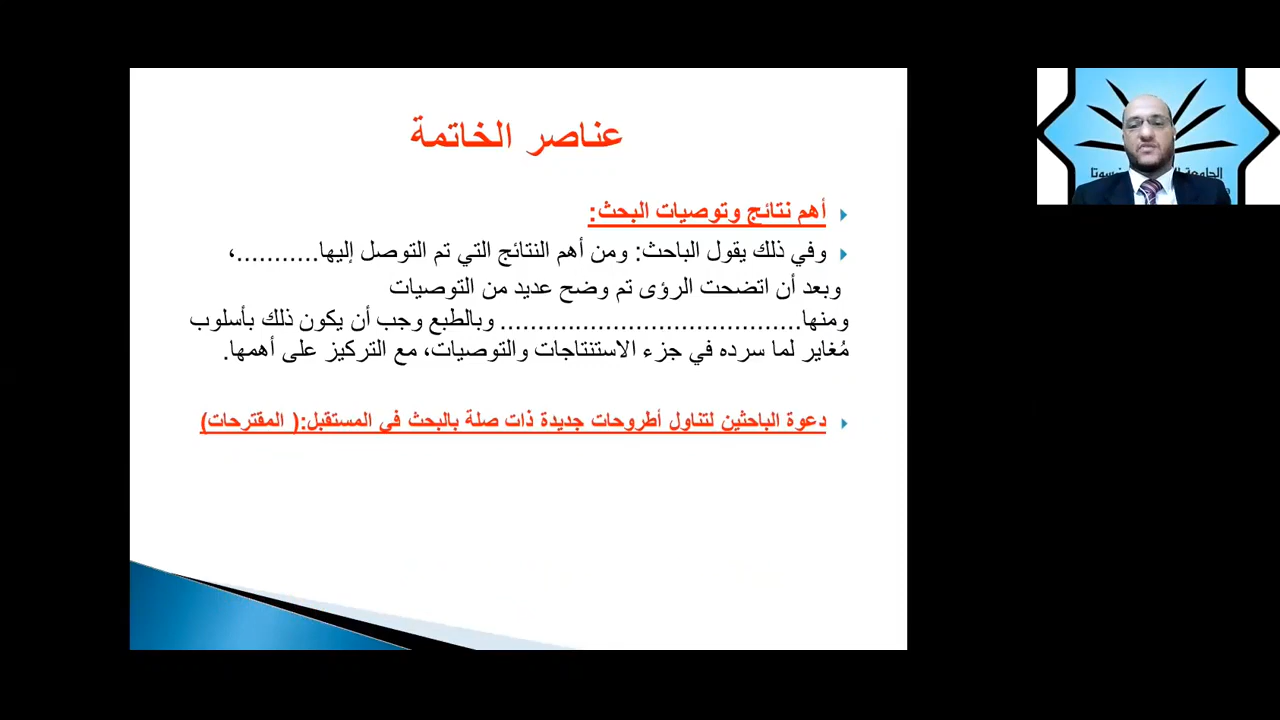 عناصر الخاتمة
أهم نتائج وتوصيات البحث:
وفي ذلك يقول الباحث: ومن أهم النتائج التي تم التوصل إليها...........،
وبعد أن اتضحت الرؤى تم وضح عديد من التوصيات
ومنها........................................ وبالطبع وجب أن يكون ذلك بأسلوب
مُغاير لما سرده في جزء الاستنتاجات والتوصيات، مع التركيز على أهمها.
دعوة الباحثين لتناول أطروحات جديدة ذات صلة بالبحث في المستقبل:( المقترحات)
الجامعة